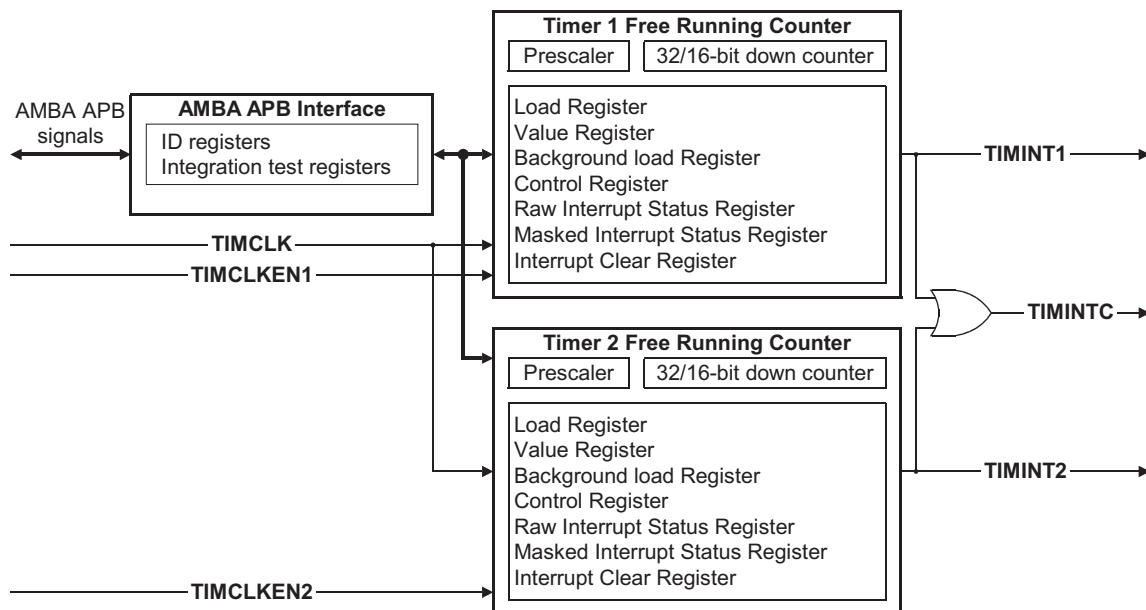 Timer 1 Free Running Counter
Prescaler
32/16-bit down counter
AMBA APB
signals
AMBA APB Interface
ID registers
Integration test registers
Load Register
Value Register
Background load Register
Control Register
Raw Interrupt Status Register
Masked Interrupt Status Register
Interrupt Clear Register
TIMINT1
TIMCLK
TIMCLKEN1
TIMINTC
Timer 2 Free Running Counter
Prescaler
32/16-bit down counter
Load Register
Value Register
Background load Register
Control Register
Raw Interrupt Status Register
Masked Interrupt Status Register
Interrupt Clear Register
TIMINT2
TIMCLKEN2